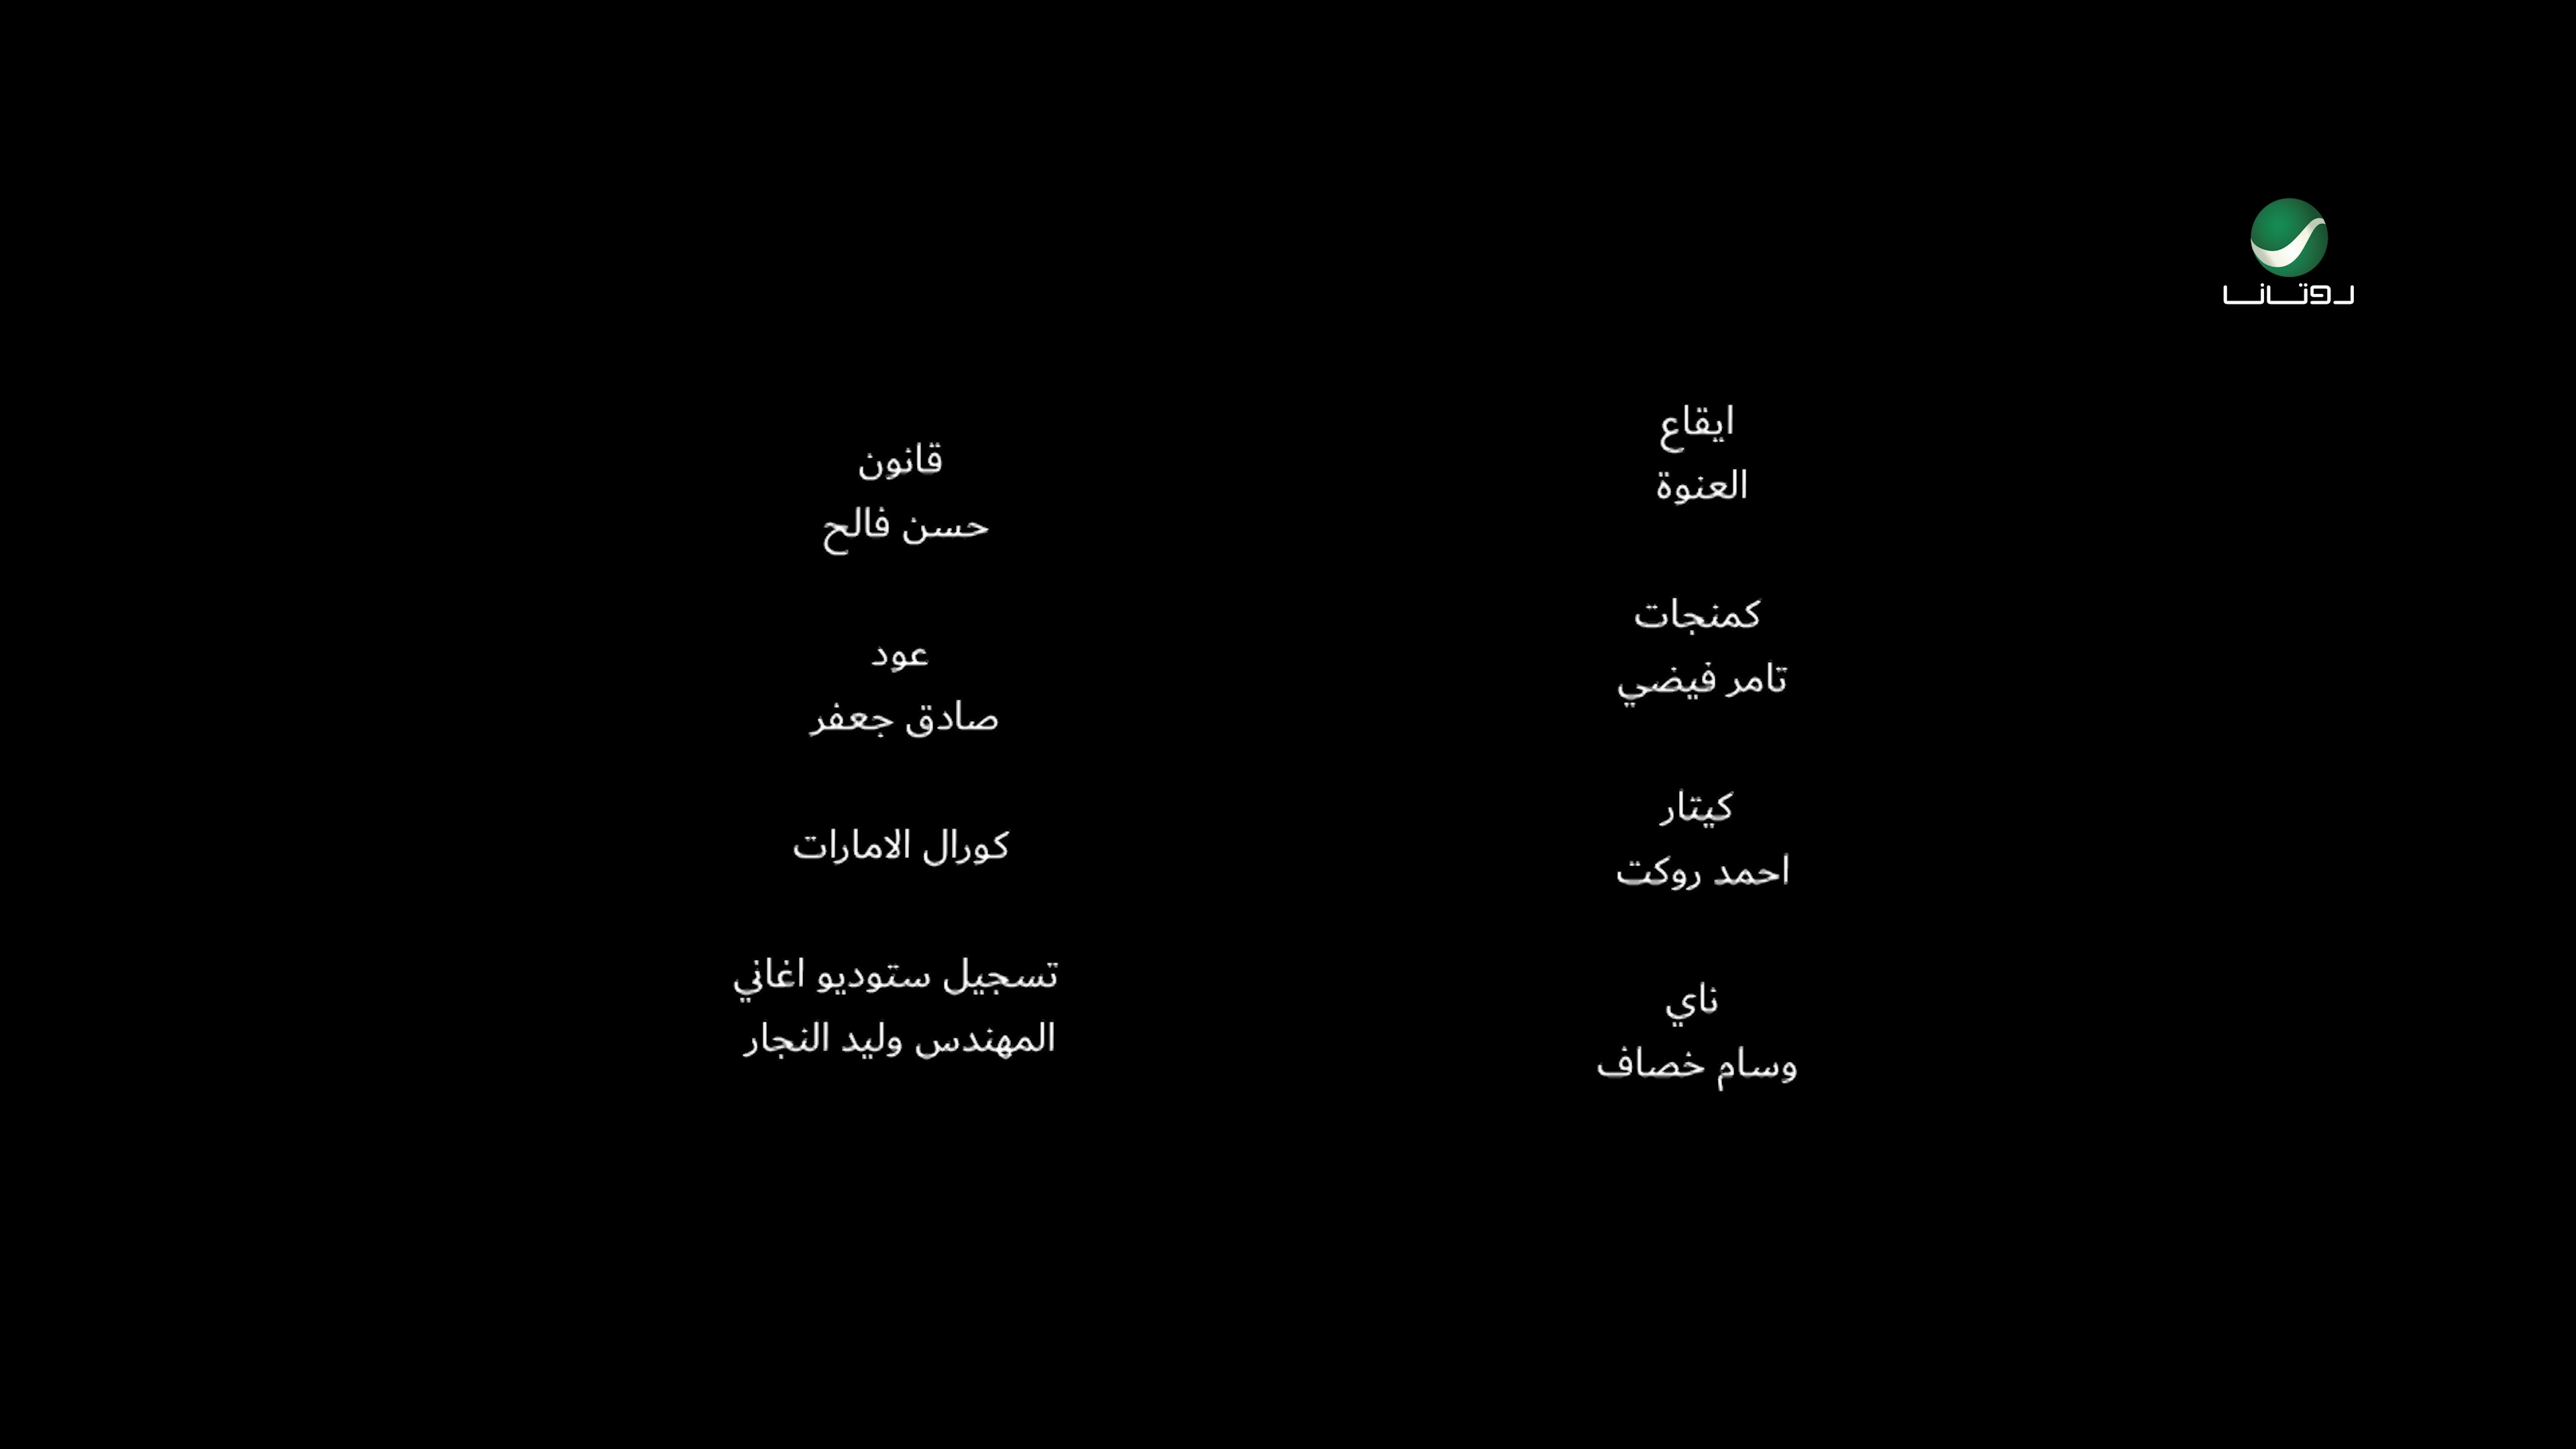 روتانا
ايقاع
العنوة
كمنجات
تامر فيضي
كيتار
احمد روكت
ناي
وسام خصاف
قانون
حسن فالح
عود
صادق جعفر
كورال الامارات
تسجيل ستوديو اغاني
المهندس وليد النجار